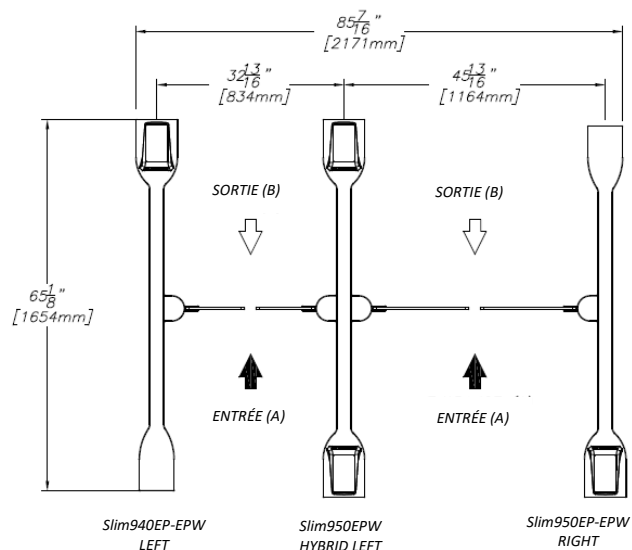 85 7/16"
[2171mm]
32 13/16"
[834mm]
45 13/16"
[1164mm]
SORTIE (B)
SORTIE (B)
65 1/8"
[1654mm]
ENTRÉE (A)
ENTRÉE (A)
Slim940EP-EPW
LEFT
Slim950EPW
HYBRID LEFT
Slim950EP-EPW
RIGHT